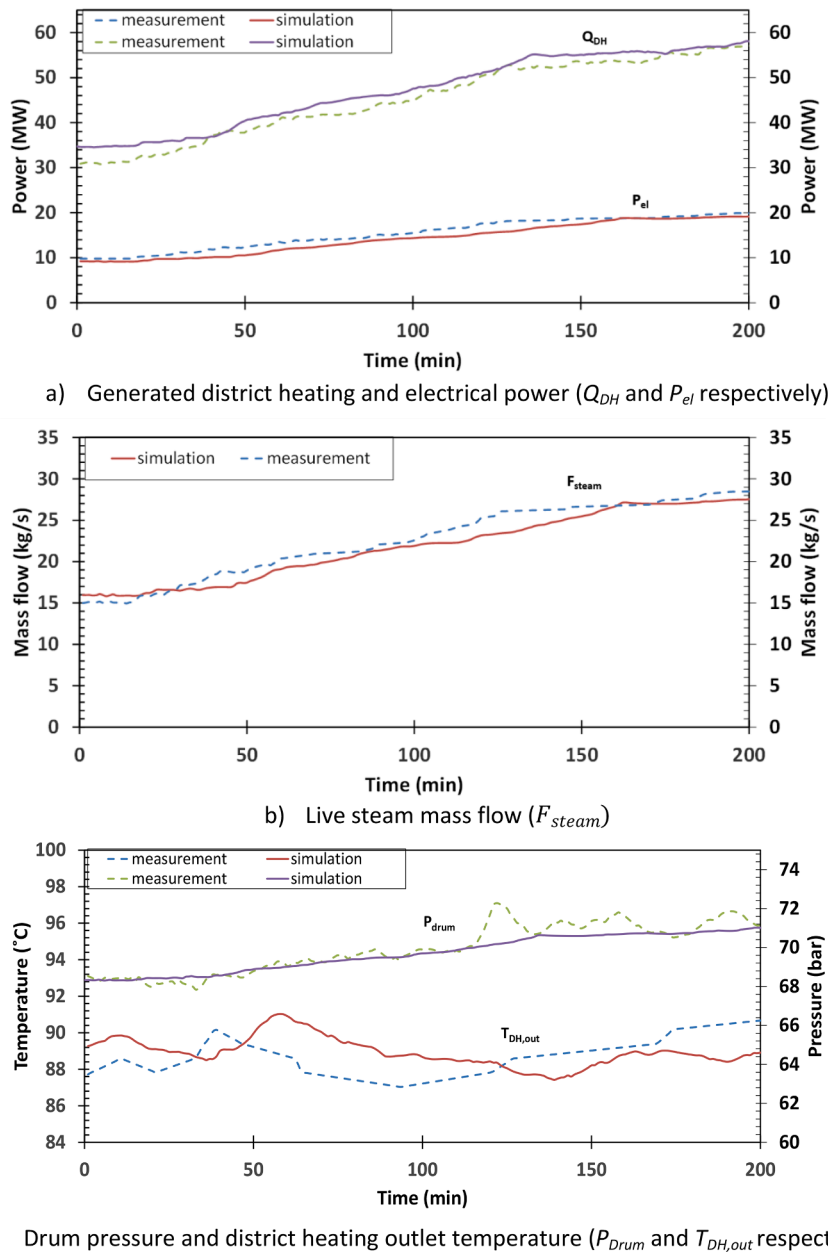 measurement simulation
measurement simulation
60 60
50 50
40 40
30 30
20 20
10 10
0 0
Power (MW)
Power (MW)
Q_DH
P_el
0 50 100 150 200
Time (min)
a) Generated district heating and electrical power (Q_DH and P_el respectively)
simulation measurement
35 35
30 30
25 25
20 20
15 15
10 10
5 5
0 0
Mass flow (kg/s)
Mass flow (kg/s)
F_steam
0 50 100 150 200
Time (min)
b) Live steam mass flow (F_steam)
measurement simulation
measurement simulation
100
98
96
94
92
90
88
86
84
Temperature (˚C)
74
72
70
68
66
64
62
60
Pressure (bar)
P_drum
T_DH,out
0 50 100 150 200
Time (min)
Drum pressure and district heating outlet temperature (P_Drum and T_DH,out respect